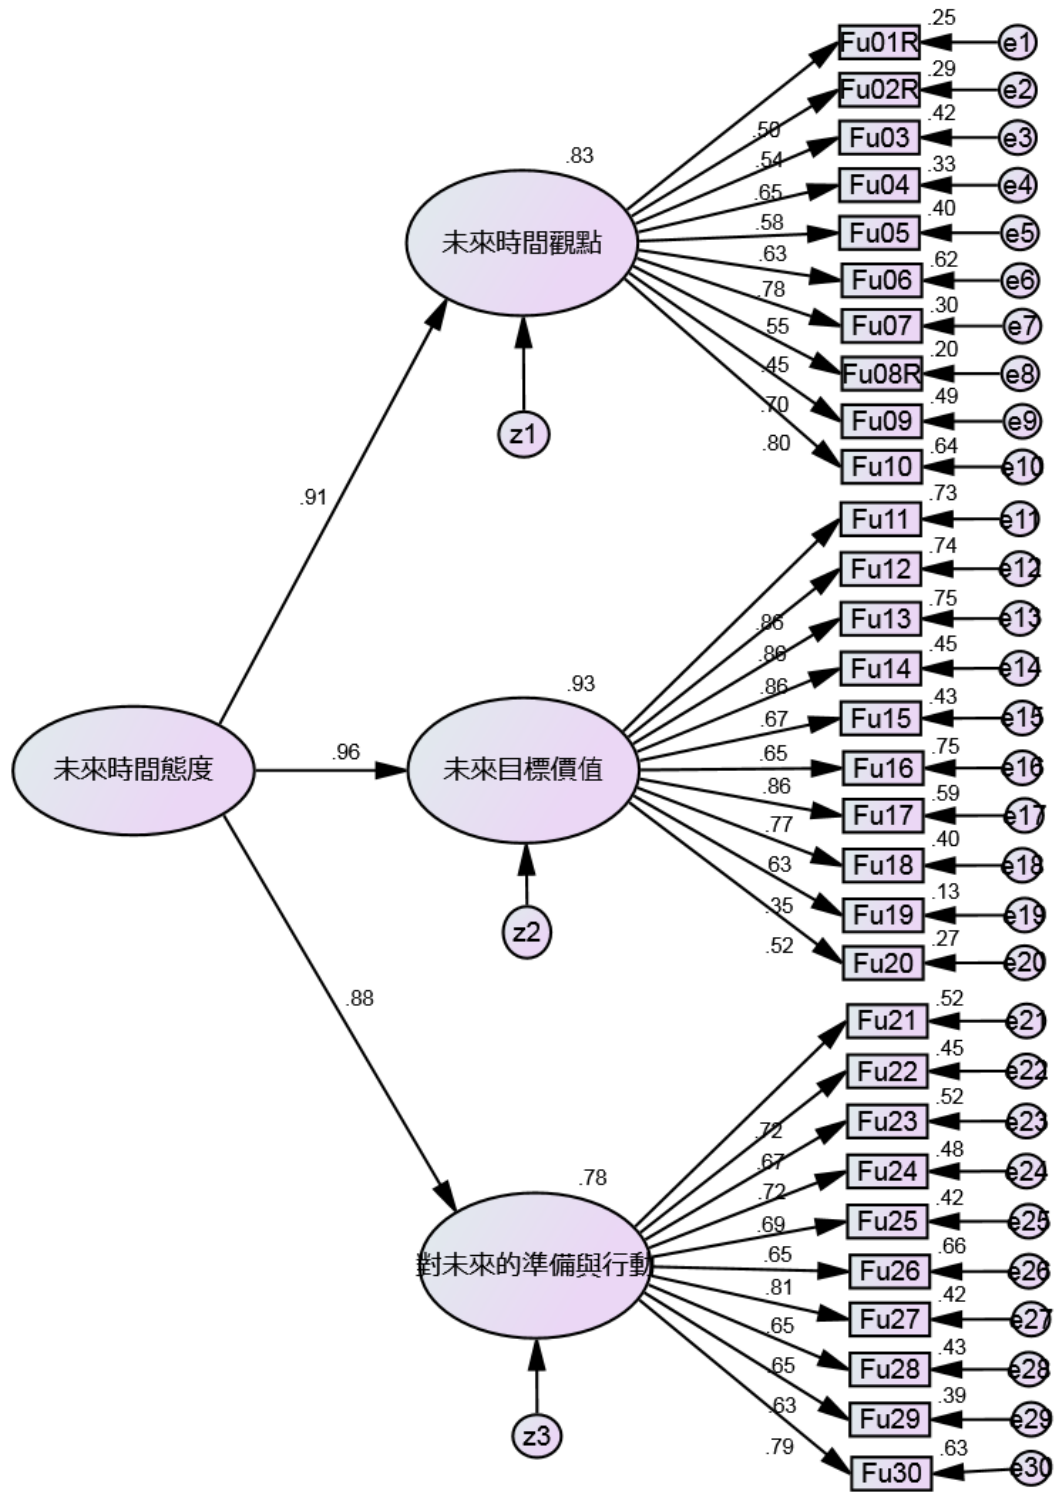 .25
Fu01R
e1
.29
Fu02R
e2
.42
.50
Fu03
e3
.83
.54
.33
.65
Fu04
e4
.40
.58
Fu05
e5
未來時間觀點
.63
.62
Fu06
e6
.78
.30
Fu07
e7
.55
.20
.45
Fu08R
e8
.49
.70
Fu09
e9
z1
.80
.64
Fu10
e10
.91
.73
Fu11
e11
.74
Fu12
e12
.75
.86
Fu13
e13
.86
.45
.93
.86
Fu14
e14
.43
.67
Fu15
e15
.96
.65
.75
未來時間態度
未來目標價值
Fu16
e16
.86
.59
Fu17
e17
.77
.40
.63
Fu18
e18
.13
.35
Fu19
e19
z2
.52
.27
Fu20
e20
.88
.52
Fu21
e21
.45
Fu22
e22
.52
.72
Fu23
e23
.67
.48
.78
.72
Fu24
e24
.42
.69
Fu25
e25
.65
.66
對未來的準備與行動
Fu26
e26
.81
.42
Fu27
e27
.65
.43
.65
Fu28
e28
.39
.63
Fu29
e29
z3
.79
.63
Fu30
e30